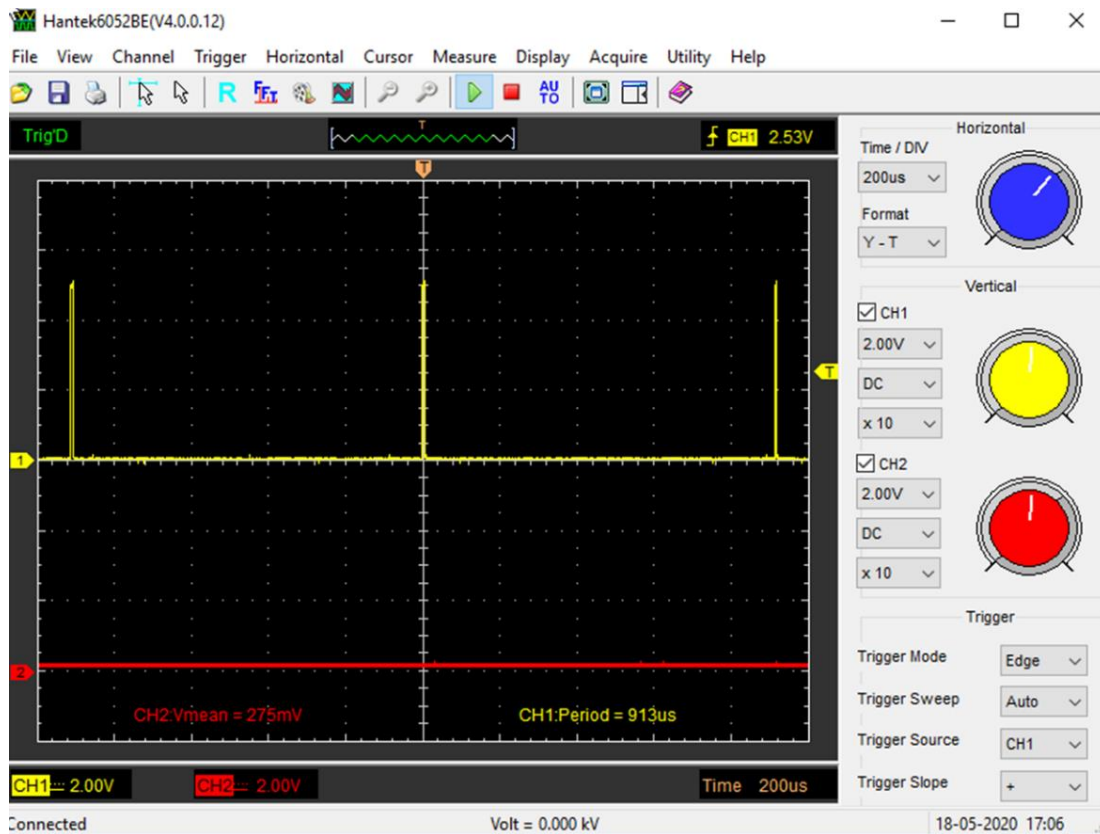 Hantek6052BE(V4.0.0.12)
File View Channel Trigger Horizontal Cursor Measure Display Acquire Utility Help
R FFT AUTO
Trig'D T CH1 2.53V
T
1
T
2
CH2:Vmean = 275mV CH1:Period = 913us
CH1 2.00V CH2 2.00V Time 200us
Horizontal
Time / DIV
200us
Format
Y - T
Vertical
CH1
2.00V
DC
x 10
CH2
2.00V
DC
x 10
Trigger
Trigger Mode Edge
Trigger Sweep Auto
Trigger Source CH1
Trigger Slope +
Connected Volt = 0.000 kV 18-05-2020 17:06